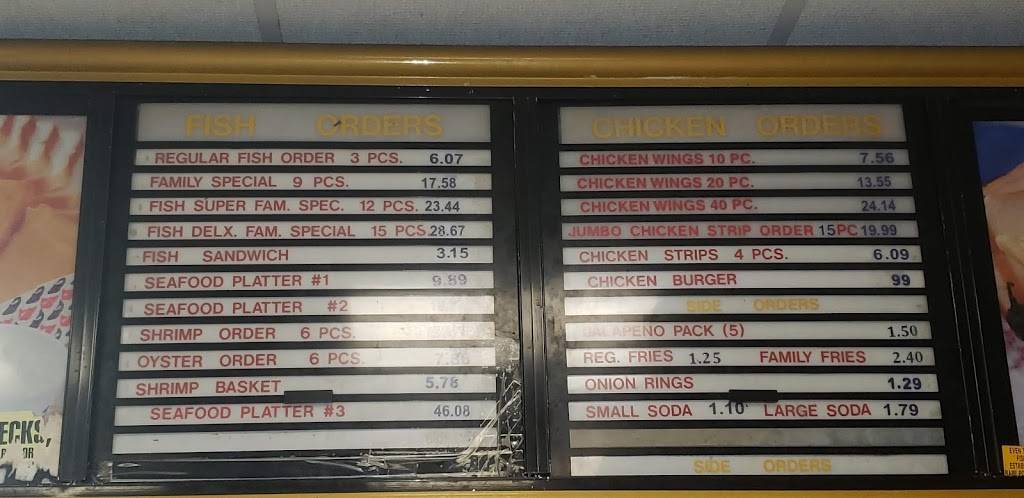 FISH ORDERS
REGULAR FISH ORDER 3 PCS. 6.07
FAMILY SPECIAL 9 PCS. 17.58
FISH SUPER FAM. SPEC. 12 PCS. 23.44
FISH DELX. FAM. SPECIAL 15 PCS 28.67
FISH SANDWICH 3.15
SEAFOOD PLATTER #1 9.89
SEAFOOD PLATTER #2
SHRIMP ORDER 6 PCS.
OYSTER ORDER 6 PCS.
SHRIMP BASKET 5.78
SEAFOOD PLATTER #3 46.08
CHICKEN ORDERS
CHICKEN WINGS 10 PC. 7.56
CHICKEN WINGS 20 PC. 13.55
CHICKEN WINGS 40 PC. 24.14
JUMBO CHICKEN STRIP ORDER 15PC 19.99
CHICKEN STRIPS 4 PCS. 6.09
CHICKEN BURGER 99
SIDE ORDERS
JALAPENO PACK (5) 1.50
REG. FRIES 1.25 FAMILY FRIES 2.40
ONION RINGS 1.29
SMALL SODA 1.10 LARGE SODA 1.79
SIDE ORDERS